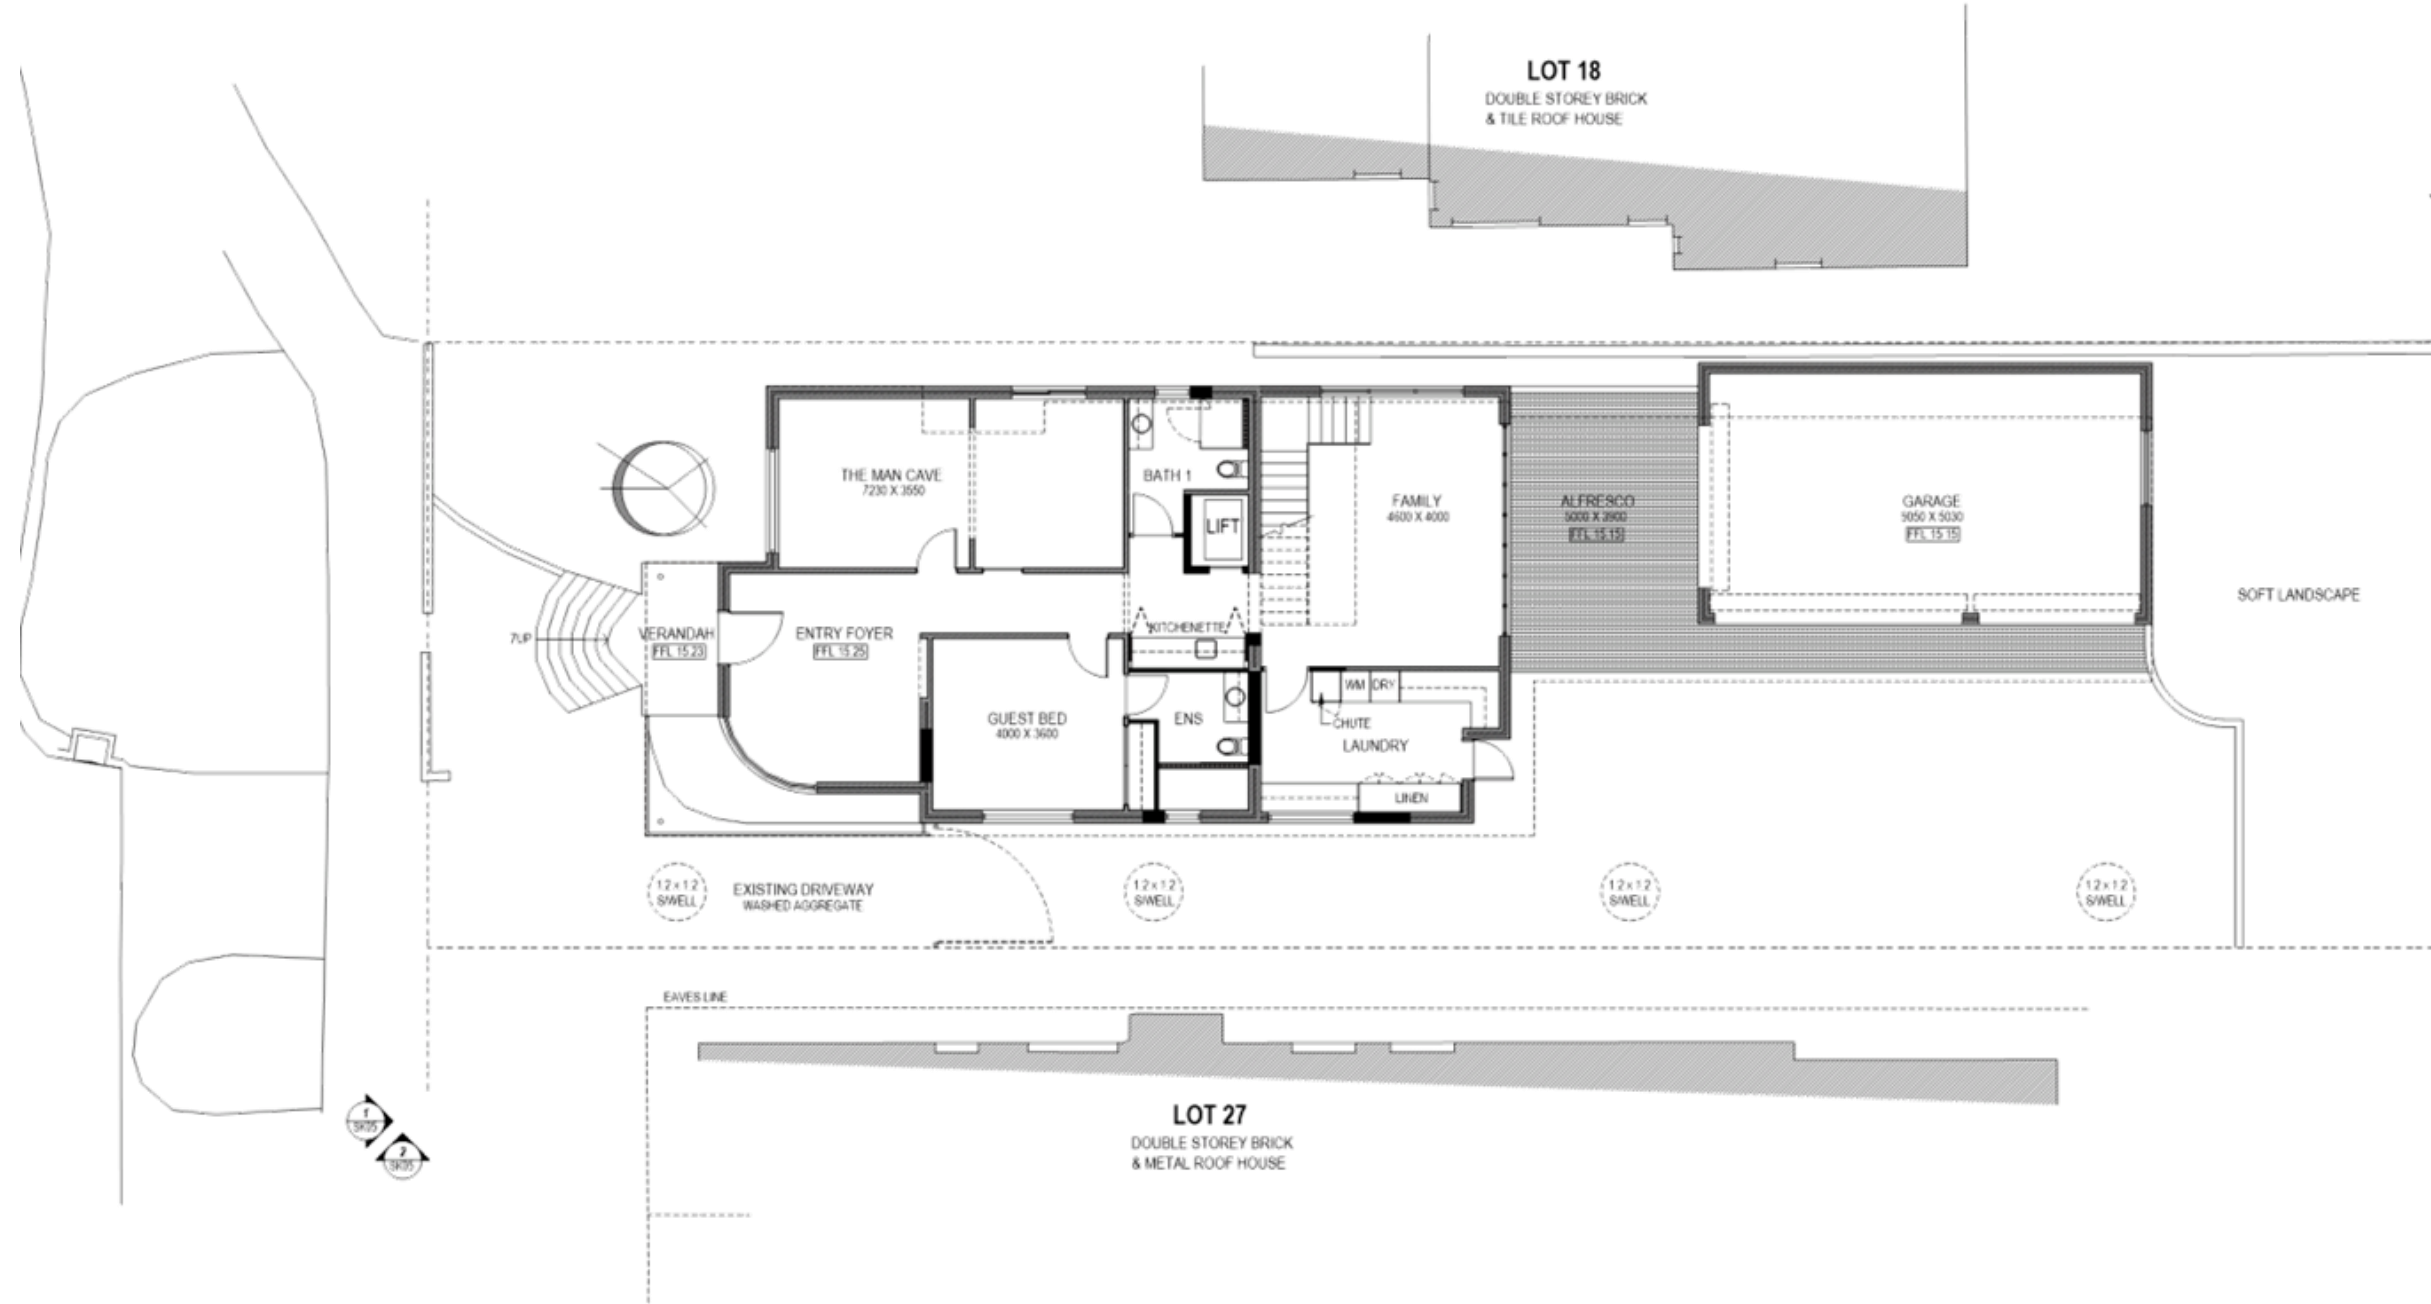 LOT 18
DOUBLE STOREY BRICK
& TILE ROOF HOUSE
THE MAN CAVE
7230 X 3550
BATH 1
LIFT
FAMILY
4600 X 4000
ALFRESCO
5000 X 3900
FFL 15.15
GARAGE
FFL 15.15
SOFT LANDSCAPE
7UP
VERANDAH
FFL 15.23
ENTRY FOYER
FFL 15.25
KITCHENETTE
GUEST BED
4000 X 3600
ENS
WM
DRY
CHUTE
LAUNDRY
LINEN
1.2 x 1.2
S/WELL
EXISTING DRIVEWAY
WASHED AGGREGATE
1.2 x 1.2
S/WELL
1.2 x 1.2
S/WELL
1.2 x 1.2
S/WELL
EAVES LINE
LOT 27
DOUBLE STOREY BRICK
& METAL ROOF HOUSE
1
SK05
2
SK05